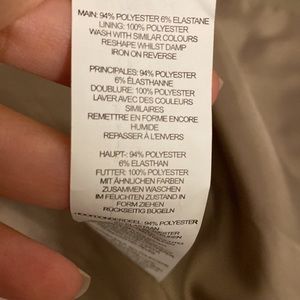 MAIN: 94% POLYESTER 6% ELASTANE
LINING: 100% POLYESTER
WASH WITH SIMILAR COLOURS
RESHAPE WHILST DAMP
IRON ON REVERSE
PRINCIPALES: 94% POLYESTER
6% ÉLASTHANNE
DOUBLURE: 100% POLYESTER
LAVER AVEC DES COULEURS
SIMILAIRES
REMETTRE EN FORME ENCORE
HUMIDE
REPASSER À L'ENVERS
HAUPT-: 94% POLYESTER
6% ELASTHAN
FUTTER: 100% POLYESTER
MIT ÄHNLICHEN FARBEN
ZUSAMMEN WASCHEN
IM FEUCHTEN ZUSTAND IN
FORM ZIEHEN
RÜCKSEITIG BÜGELN
94% POLYESTER